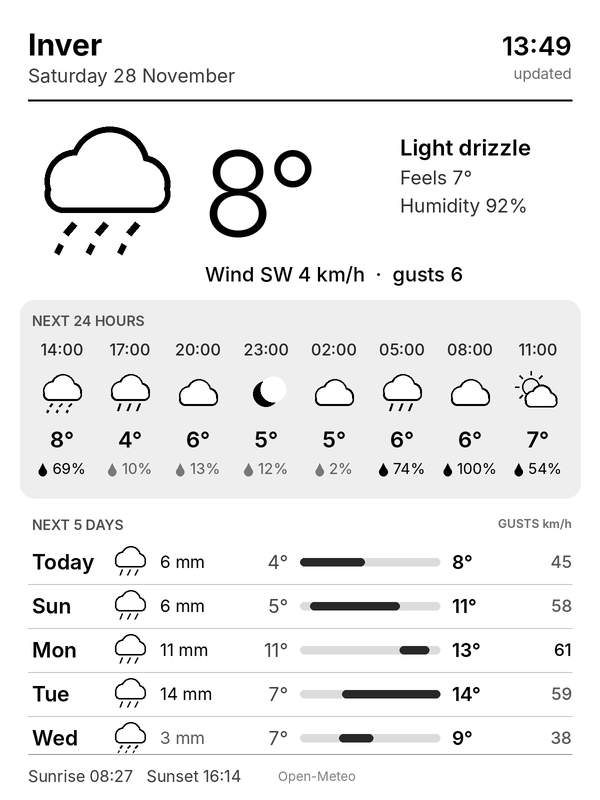 Inver
13:49
Saturday 28 November
updated
8°
Light drizzle
Feels 7°
Humidity 92%
Wind SW 4 km/h · gusts 6
NEXT 24 HOURS
14:00 17:00 20:00 23:00 02:00 05:00 08:00 11:00
8° 4° 6° 5° 5° 6° 6° 7°
69% 10% 13% 12% 2% 74% 100% 54%
NEXT 5 DAYS GUSTS km/h
Today 6 mm 4° 8° 45
Sun 6 mm 5° 11° 58
Mon 11 mm 11° 13° 61
Tue 14 mm 7° 14° 59
Wed 3 mm 7° 9° 38
Sunrise 08:27 Sunset 16:14 Open-Meteo